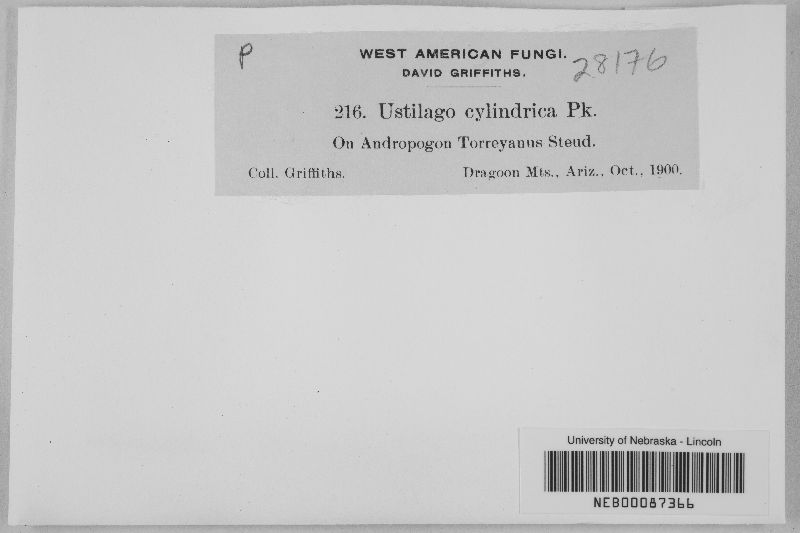 P
WEST AMERICAN FUNGI.
28176
DAVID GRIFFITHS.
216. Ustilago cylindrica Pk.
On Andropogon Torreyanus Steud.
Coll. Griffiths. Dragoon Mts., Ariz., Oct., 1900.
University of Nebraska - Lincoln
NEB00087366